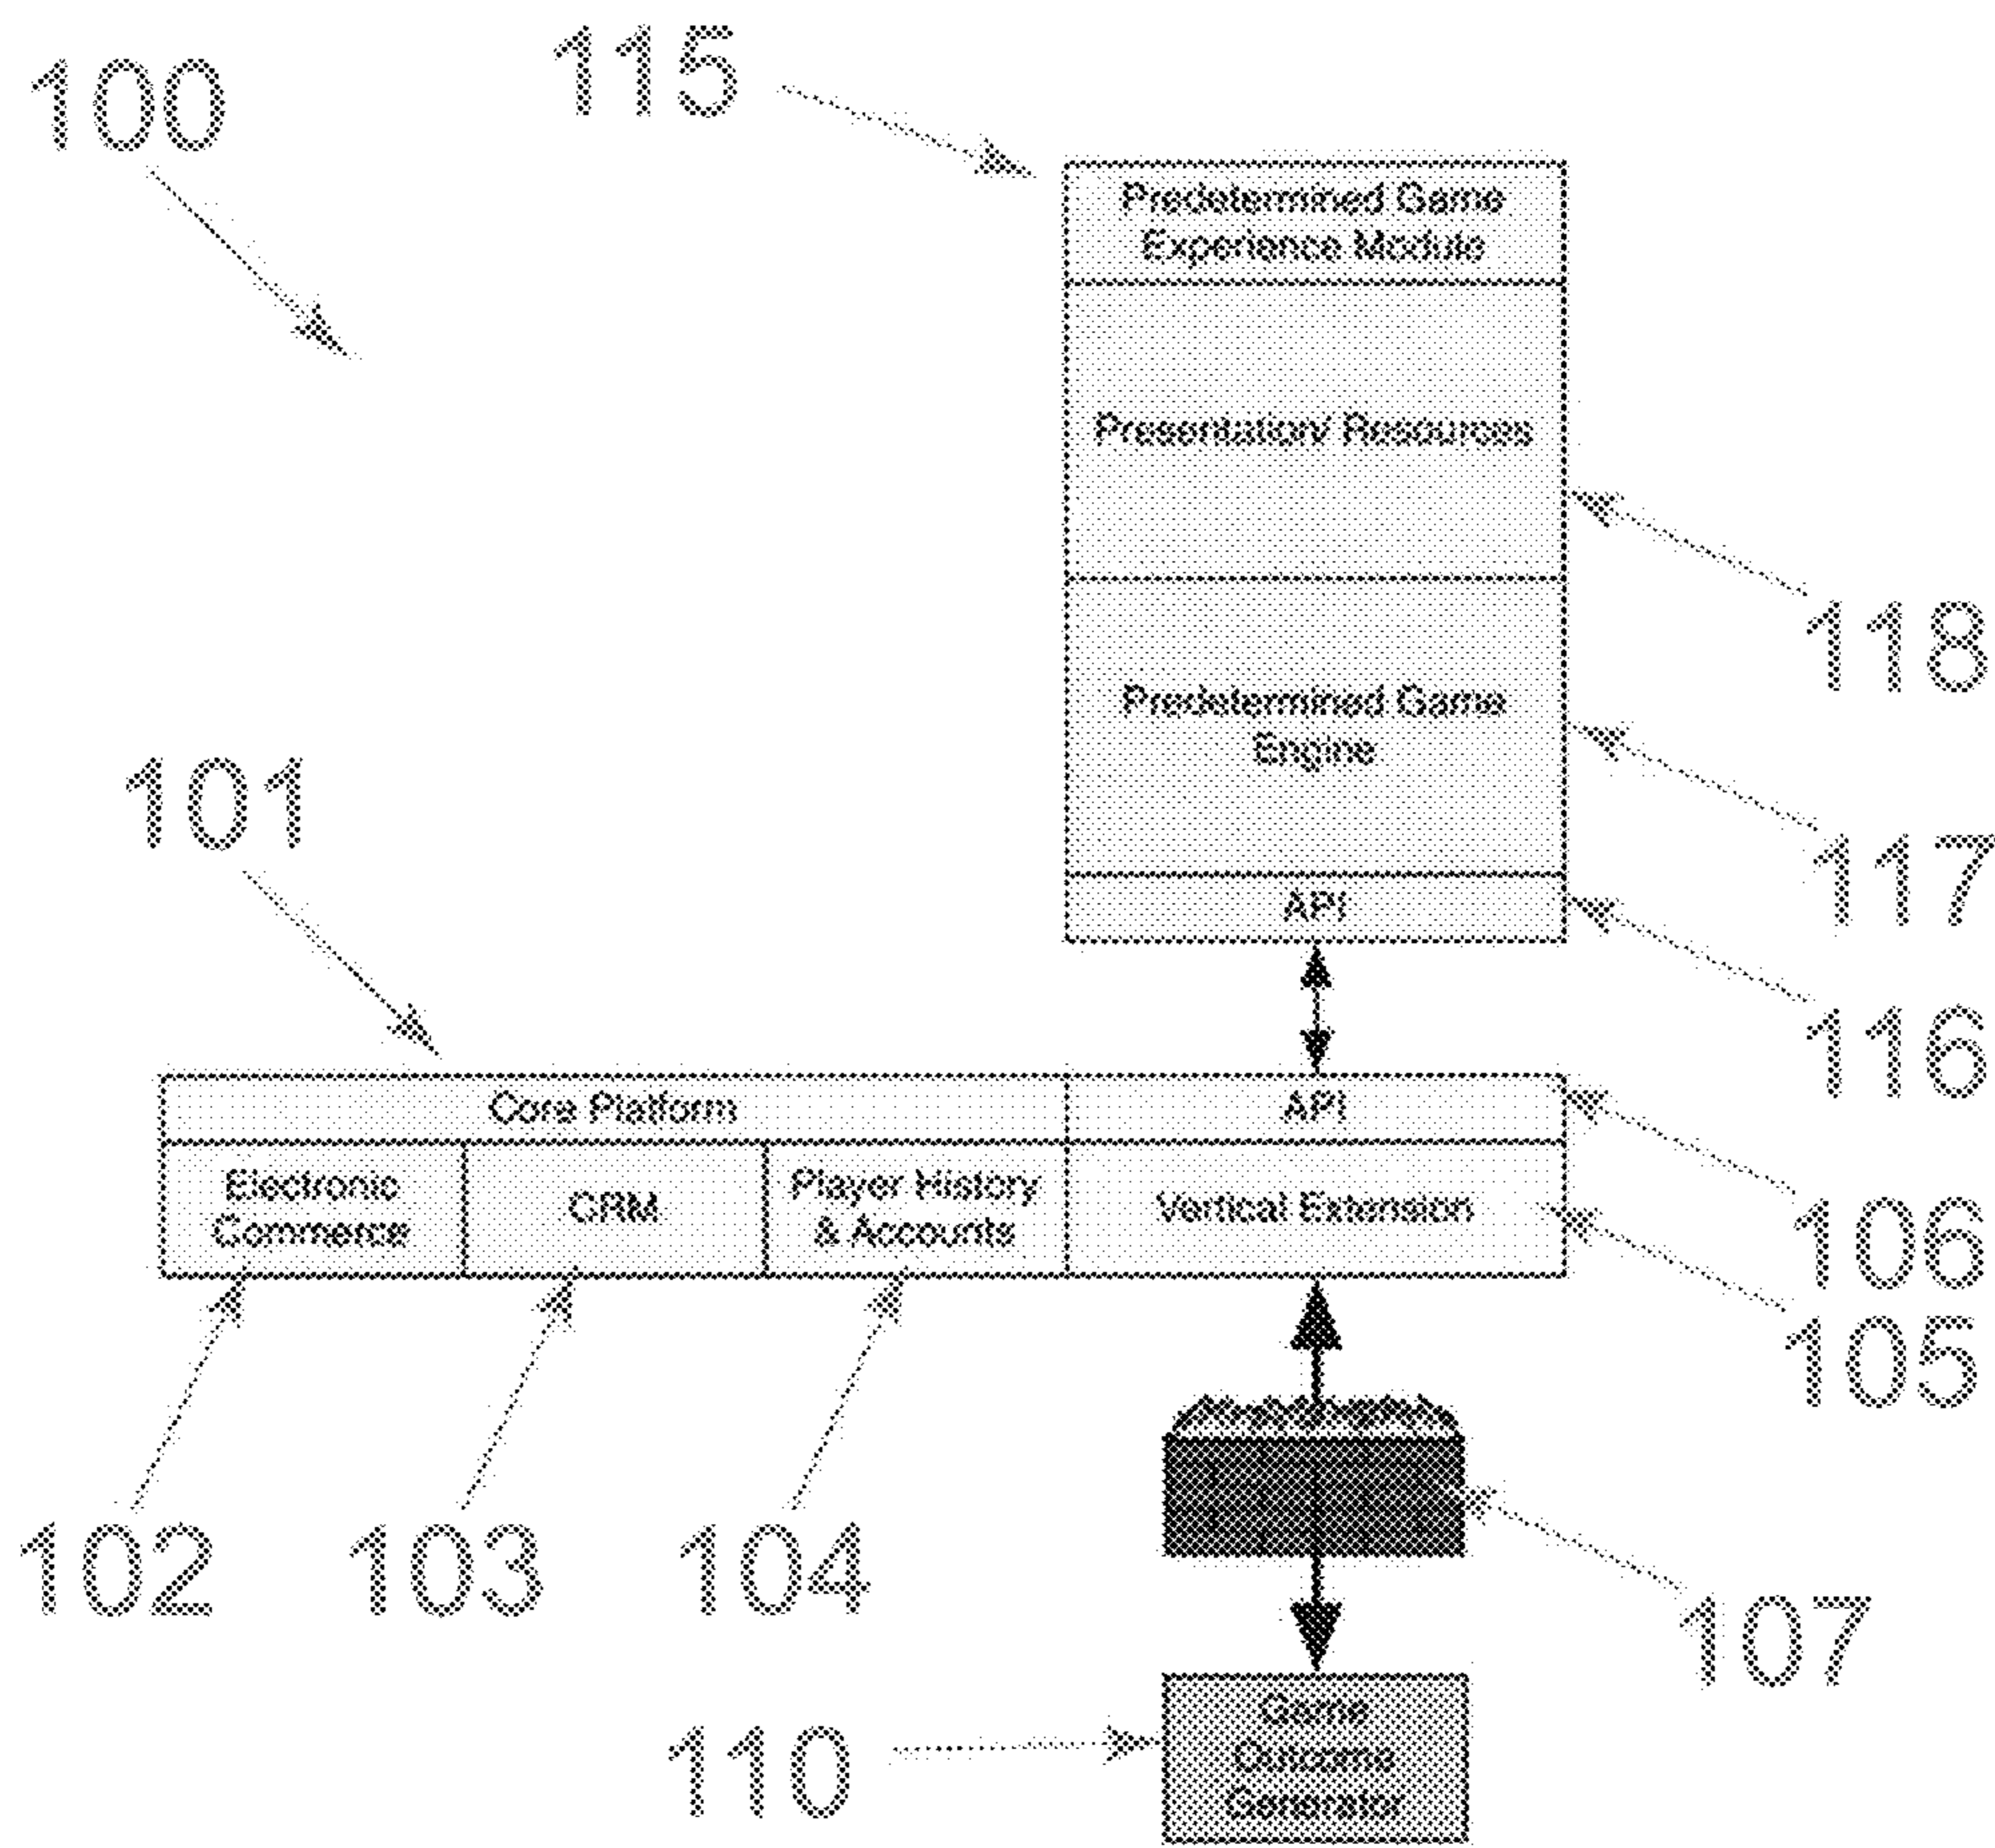 100
115
Predetermined Game
Experience Module
Presentation/ Resources
118
Predetermined Game
Engine
117
API
116
101
Core Platform
API
106
Electronic
Commerce
CRM
Player History
& Accounts
Vertical Extension
105
102
103
104
107
110
Game
Outcome
Generator